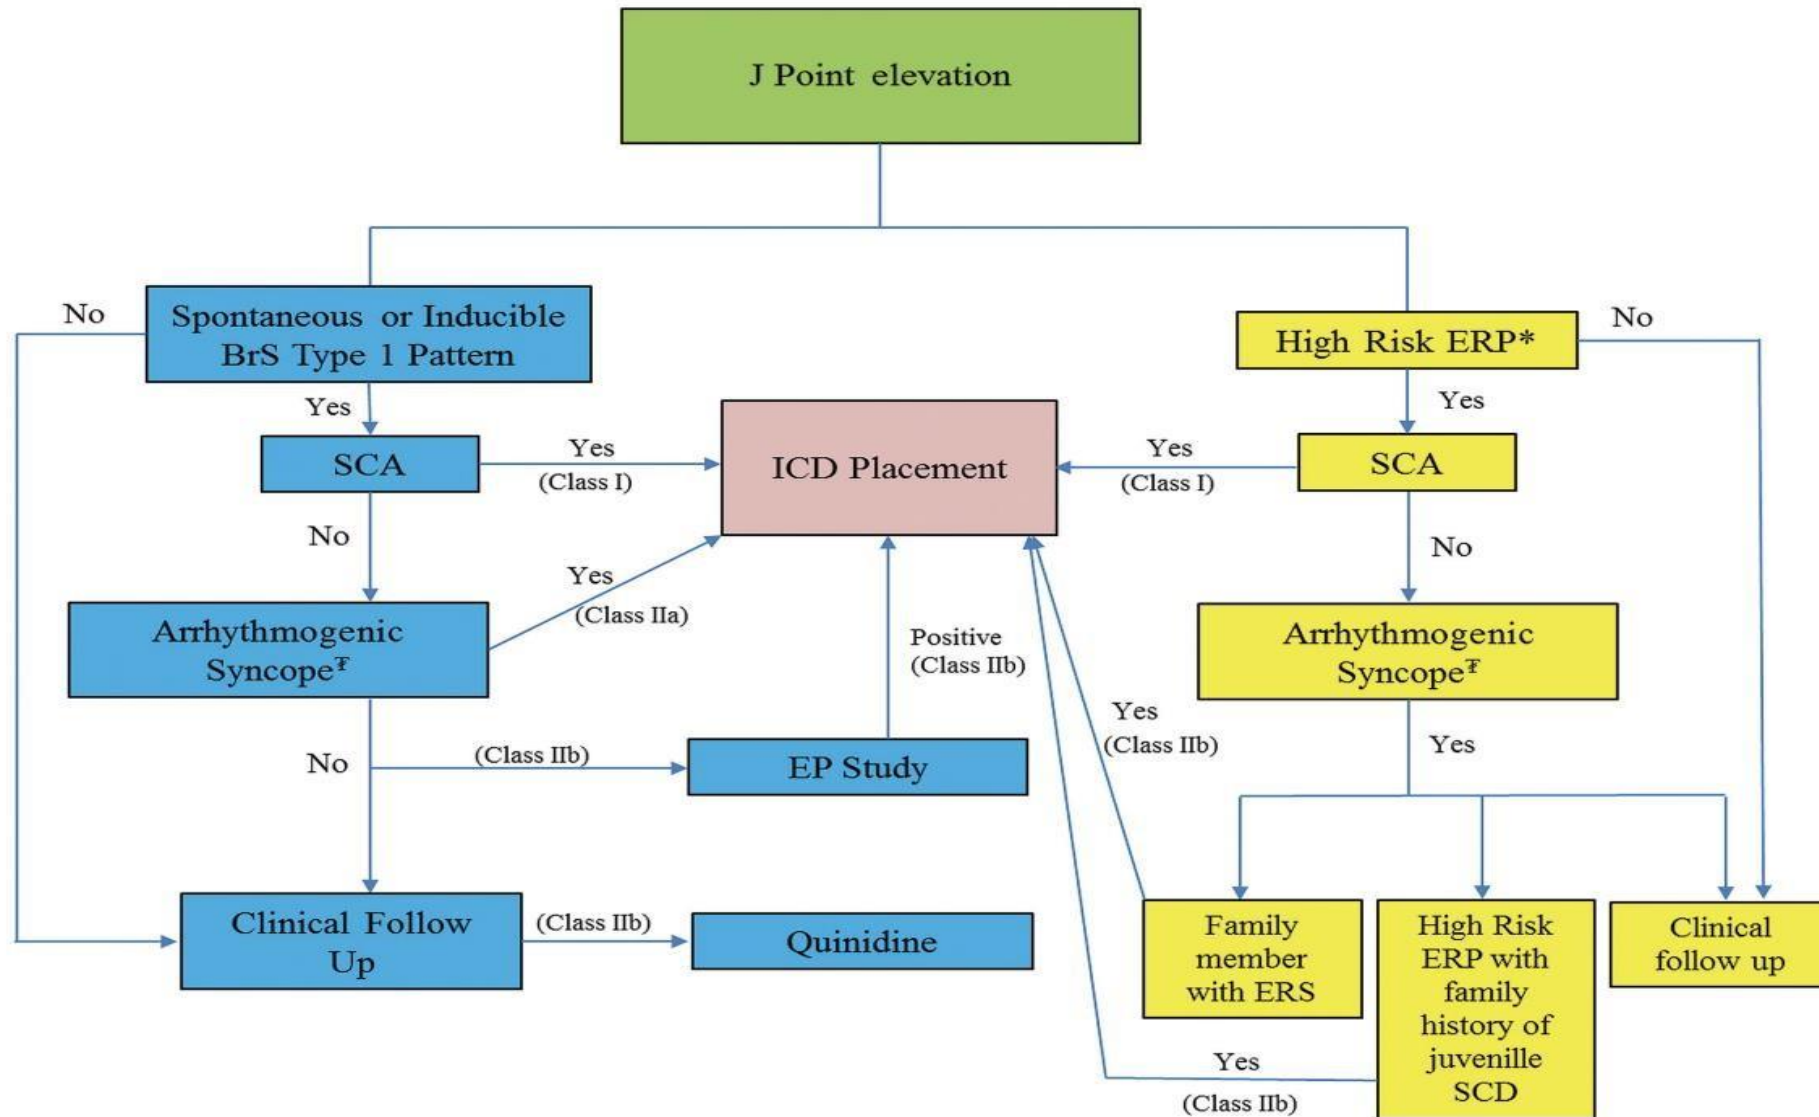 J Point elevation
No
Spontaneous or Inducible
BrS Type 1 Pattern
High Risk ERP*
No
Yes
Yes
SCA
Yes
(Class I)
ICD Placement
Yes
(Class I)
SCA
No
No
Yes
(Class IIa)
Arrhythmogenic
Syncope₮
Positive
(Class IIb)
Arrhythmogenic
Syncope₮
Yes
(Class IIb)
Yes
No
(Class IIb)
EP Study
Clinical Follow
Up
(Class IIb)
Quinidine
Family
member
with ERS
High Risk
ERP with
family
history of
juvenille
SCD
Clinical
follow up
Yes
(Class IIb)